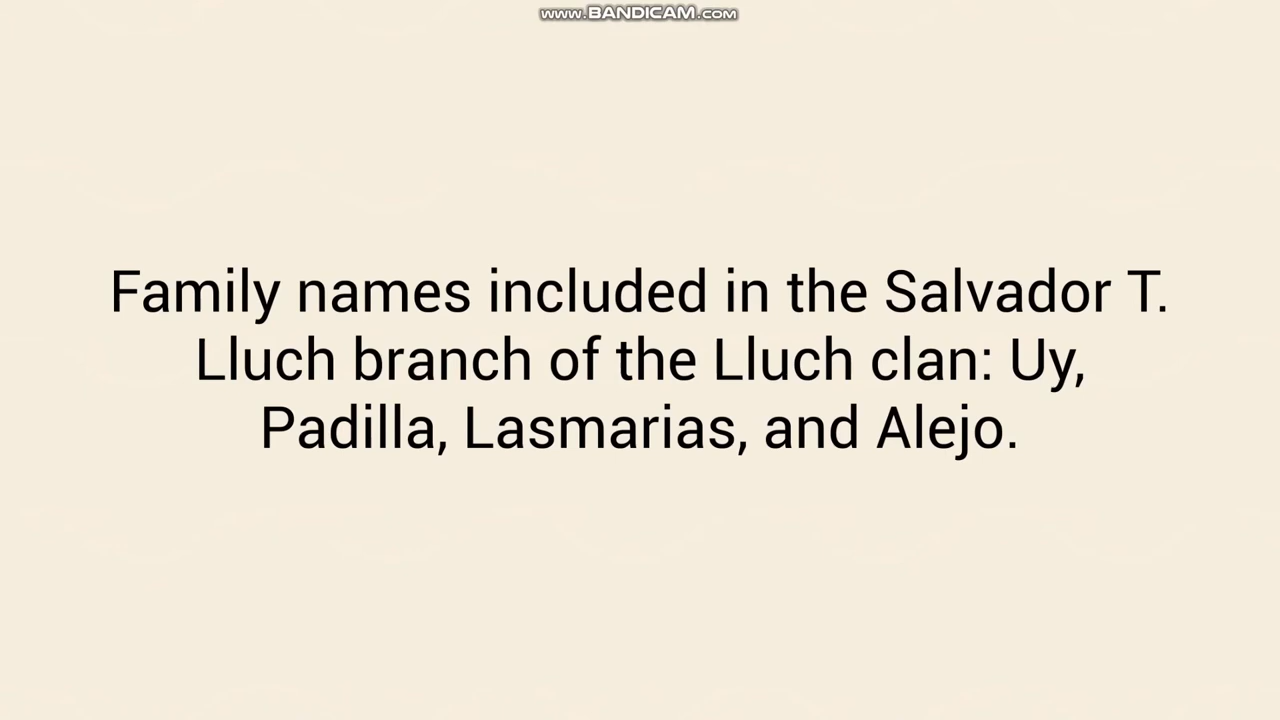 www.BANDICAM.com
Family names included in the Salvador T.
Lluch branch of the Lluch clan: Uy,
Padilla, Lasmarias, and Alejo.